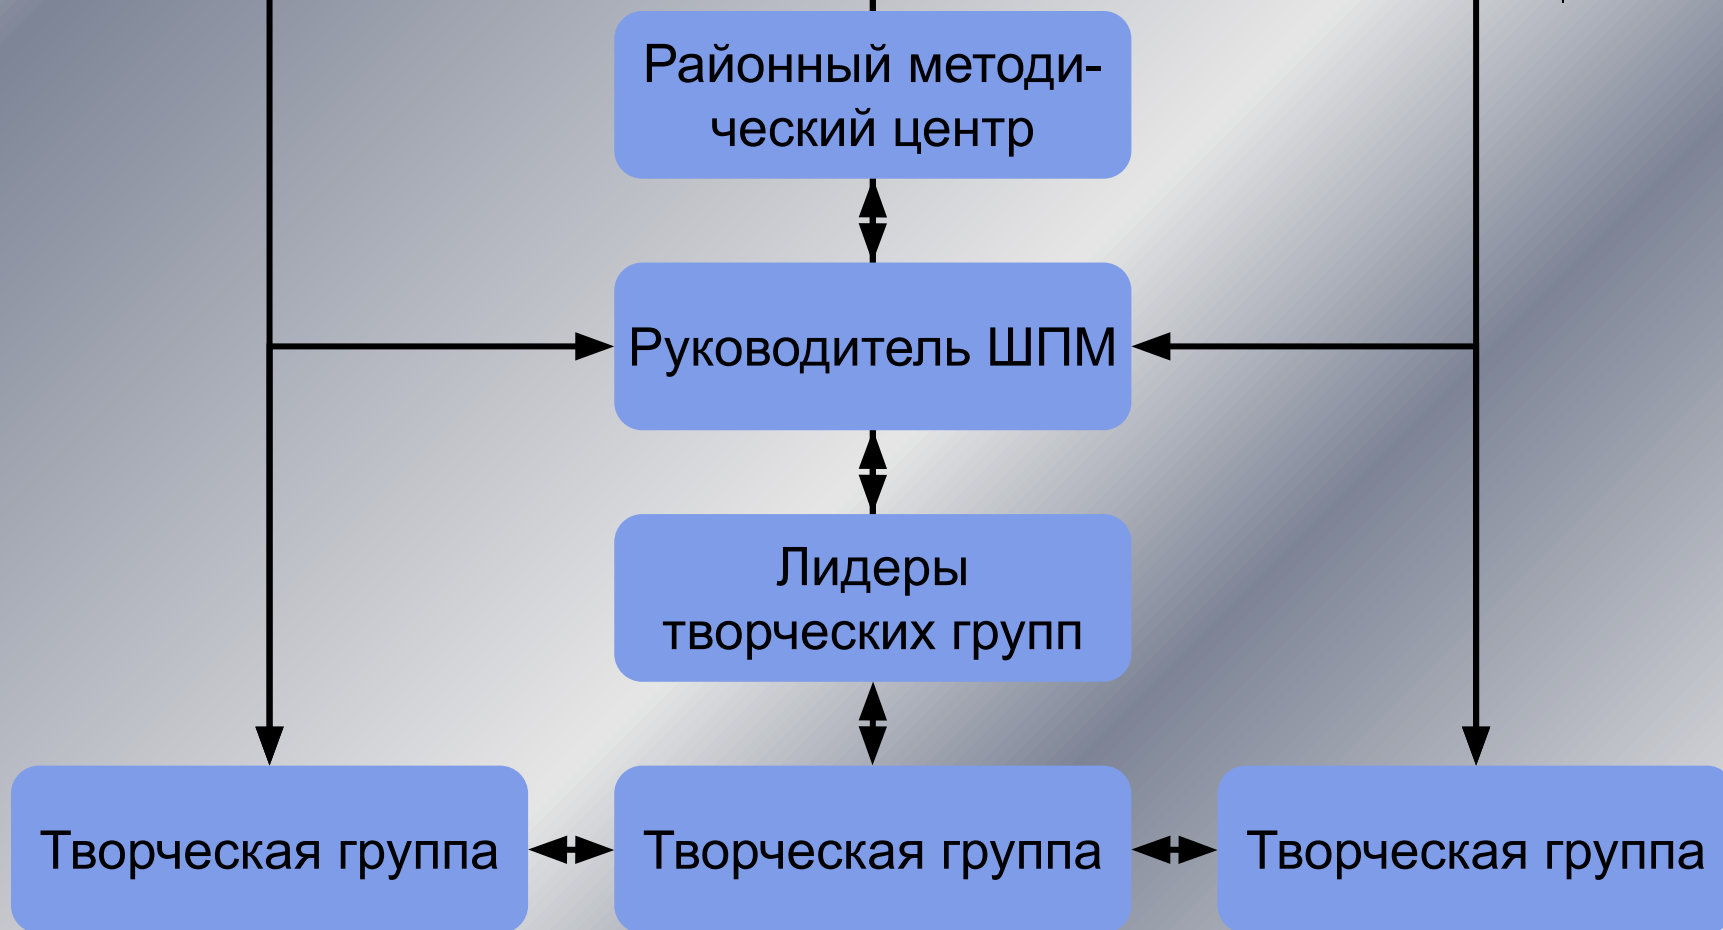 Районный методи-
ческий центр
Руководитель ШПМ
Лидеры
творческих групп
Творческая группа
Творческая группа
Творческая группа